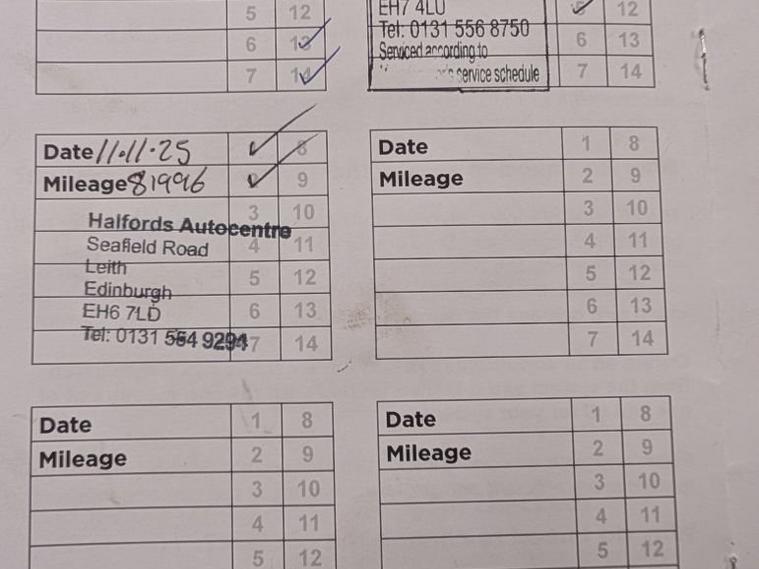 5 12
6 13
7 14
EH7 4LU
Tel: 0131 556 8750
Serviced according to
service schedule
12
6 13
7 14
Date 11.11.25 8
Mileage 81996 9
3 10
Halfords Autocentre
Seafield Road 4 11
Leith
5 12
Edinburgh
EH6 7LD 6 13
Tel: 0131 554 9294 7 14
Date 1 8
Mileage 2 9
3 10
4 11
5 12
6 13
7 14
Date 1 8
Mileage 2 9
3 10
4 11
5 12
Date 1 8
Mileage 2 9
3 10
4 11
5 12